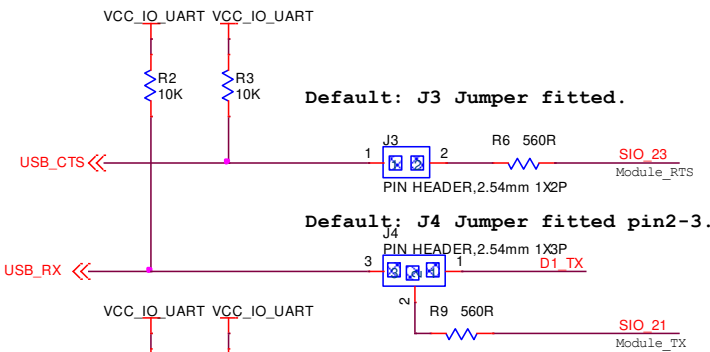 VCC_IO_UART VCC_IO_UART
R2
10K
R3
10K
Default: J3 Jumper fitted.
J3
1
2
R6 560R
USB_CTS
SIO_23
Module_RTS
PIN HEADER,2.54mm 1X2P
Default: J4 Jumper fitted pin2-3.
J4
PIN HEADER,2.54mm 1X3P
3
1
USB_RX
D1_TX
2
VCC_IO_UART VCC_IO_UART
R9 560R
SIO_21
Module_TX